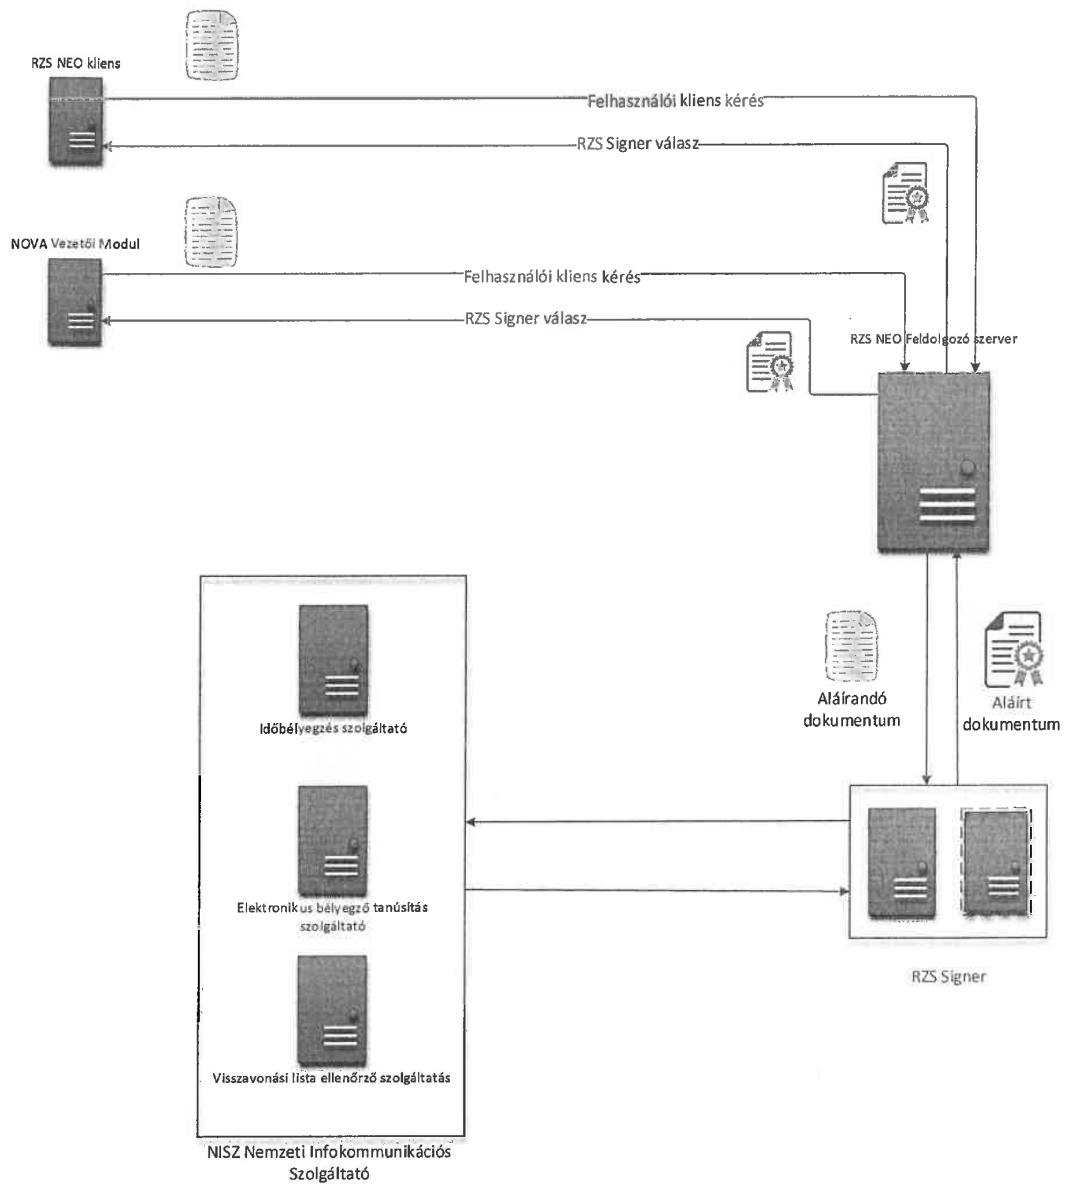 RZS NEO kliens
Felhasználói kliens kérés
RZS Signer válasz
NOVA Vezetői Modul
Felhasználói kliens kérés
RZS Signer válasz
RZS NEO Feldolgozó szerver
Időbélyegzés szolgáltató
Aláírandó
dokumentum
Aláírt
dokumentum
Elektronikus bélyegző tanúsítás
szolgáltató
RZS Signer
Visszavonási lista ellenőrző szolgáltatás
NISZ Nemzeti Infokommunikációs
Szolgáltató